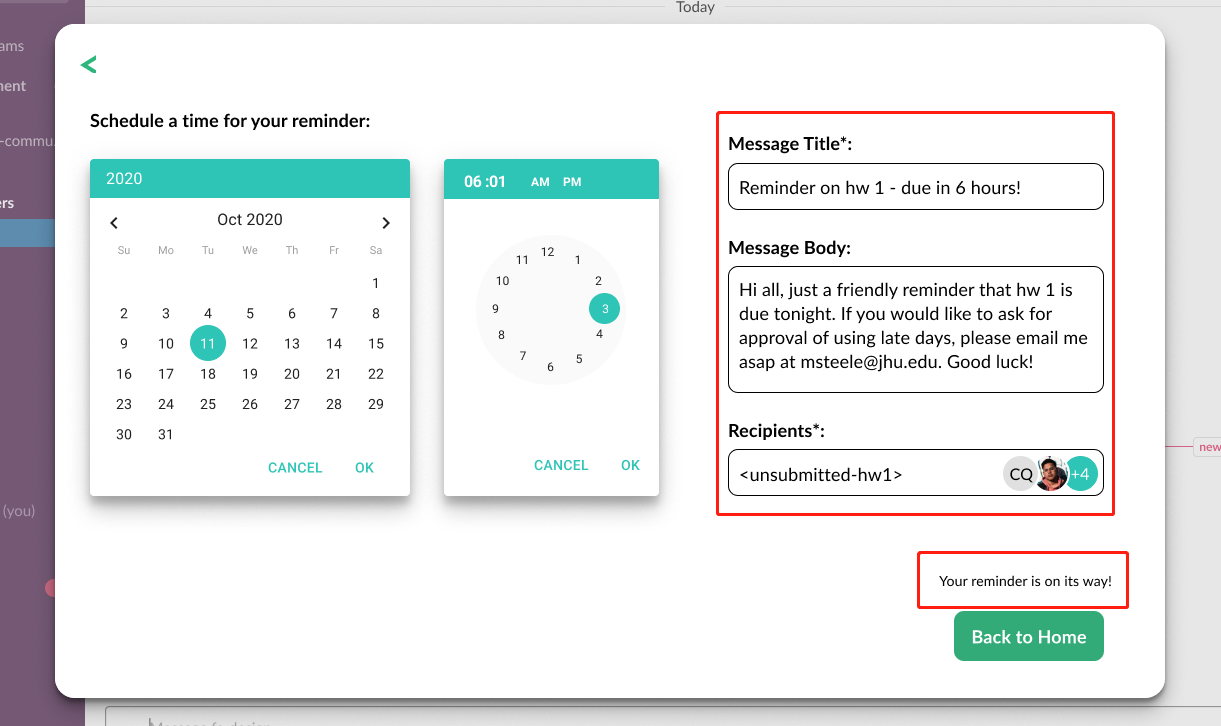 Today
ams
nent
-commu.
ers
(you)
new
<
Schedule a time for your reminder:
2020
Oct 2020
Su Mo Tu We Th Fr Sa
1
2 3 4 5 6 7 8
9 10 11 12 13 14 15
16 17 18 19 20 21 22
23 24 25 26 27 28 29
30 31
CANCEL OK
06:01 AM PM
12
11 1
10 2
9 3
8 4
7 5
6
CANCEL OK
Message Title*:
Reminder on hw 1 - due in 6 hours!
Message Body:
Hi all, just a friendly reminder that hw 1 is
due tonight. If you would like to ask for
approval of using late days, please email me
asap at msteele@jhu.edu. Good luck!
Recipients*:
<unsubmitted-hw1> CQ +4
Your reminder is on its way!
Back to Home